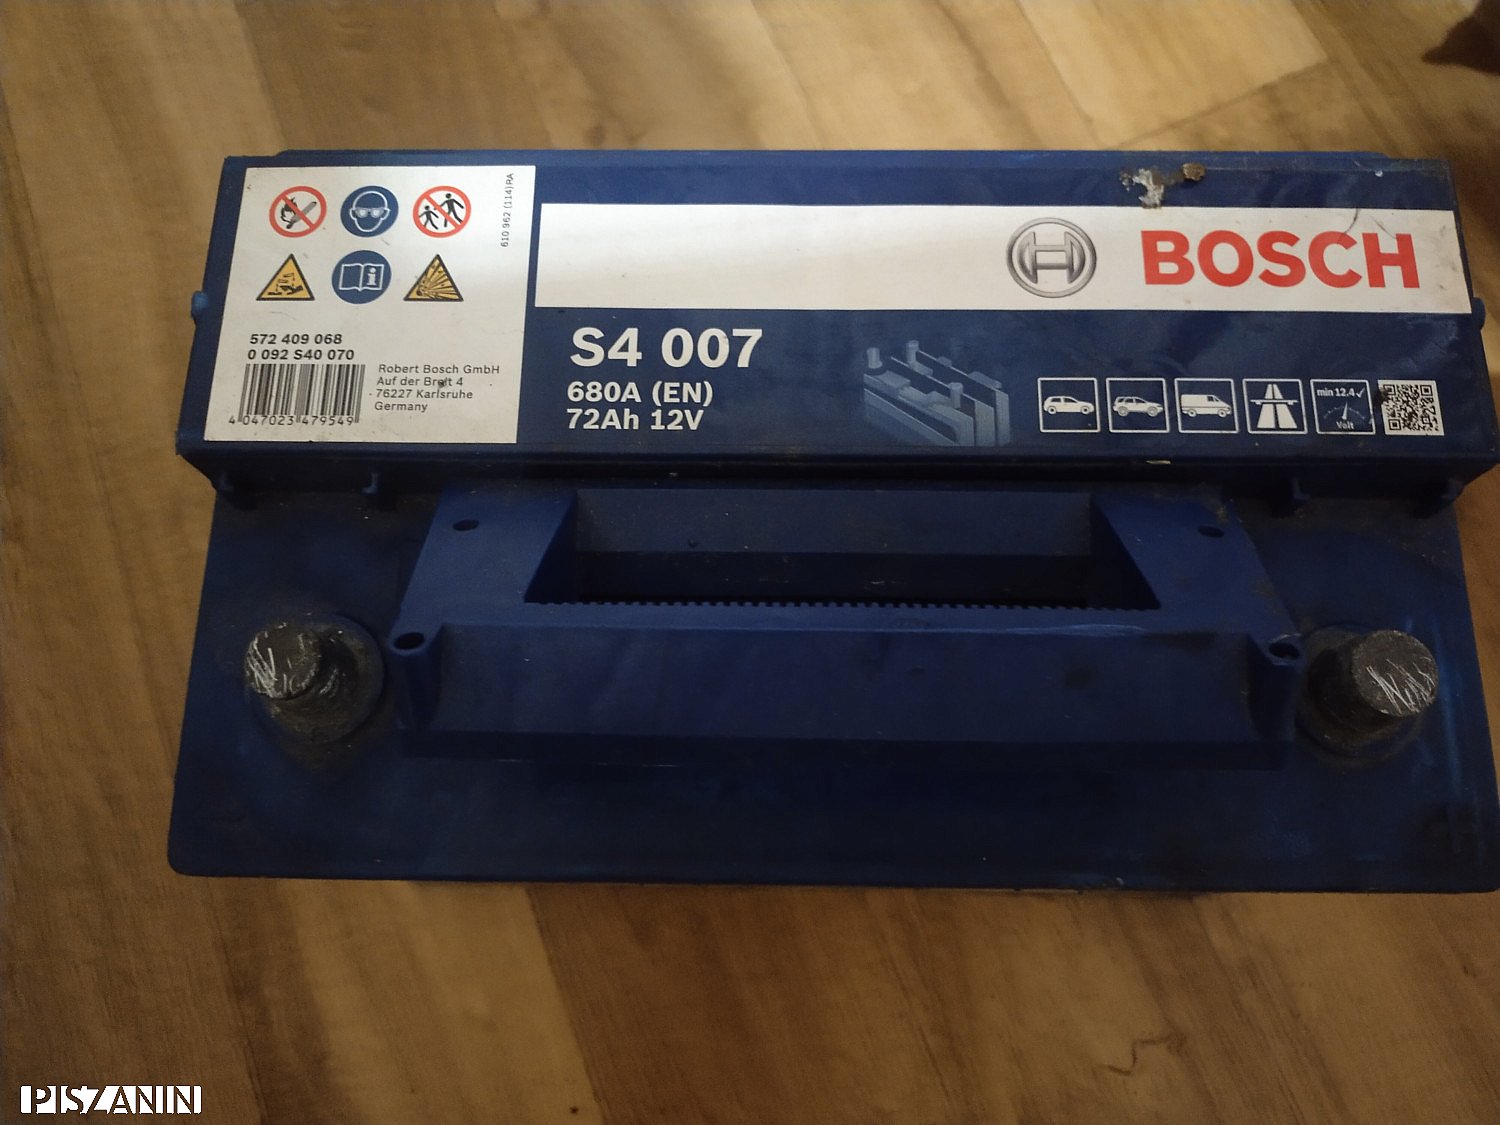 610 962 (114) RA
572 409 068
0 092 S40 070
4 047023 479549
Robert Bosch GmbH
Auf der Breit 4
76227 Karlsruhe
Germany
BOSCH
S4 007
680A (EN)
72Ah 12V
min 12.4 ✓
Volt
PISZANIN